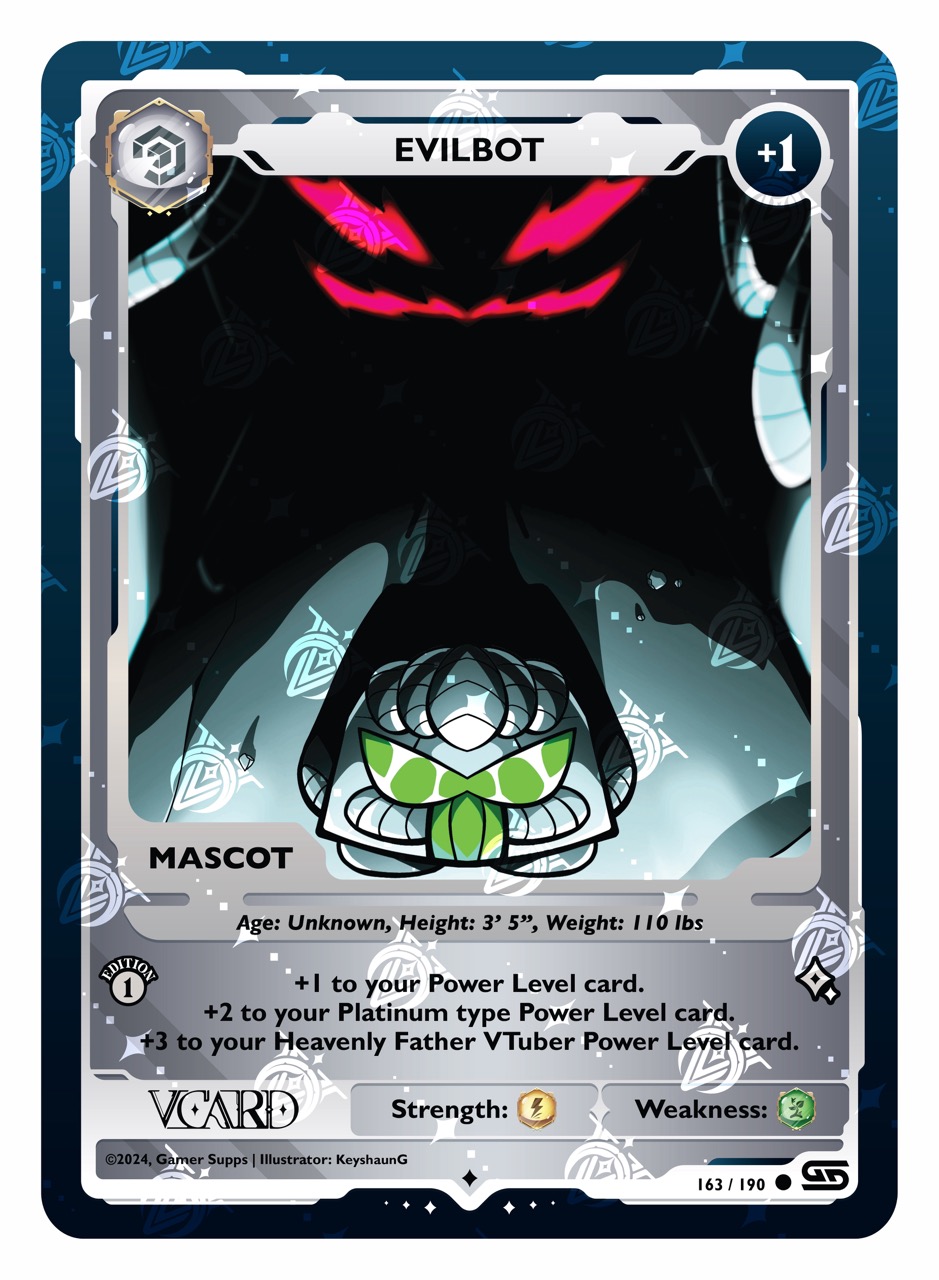 EVILBOT
+1
MASCOT
Age: Unknown, Height: 3’ 5”, Weight: 110 lbs
EDITION
1
+1 to your Power Level card.
+2 to your Platinum type Power Level card.
+3 to your Heavenly Father VTuber Power Level card.
VCARD
Strength:
Weakness:
©2024, Gamer Supps | Illustrator: KeyshaunG
163 / 190